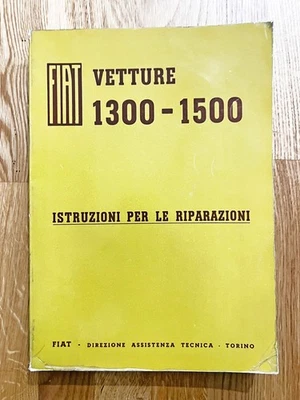 FIAT VETTURE
1300-1500
ISTRUZIONI PER LE RIPARAZIONI
FIAT - DIREZIONE ASSISTENZA TECNICA - TORINO